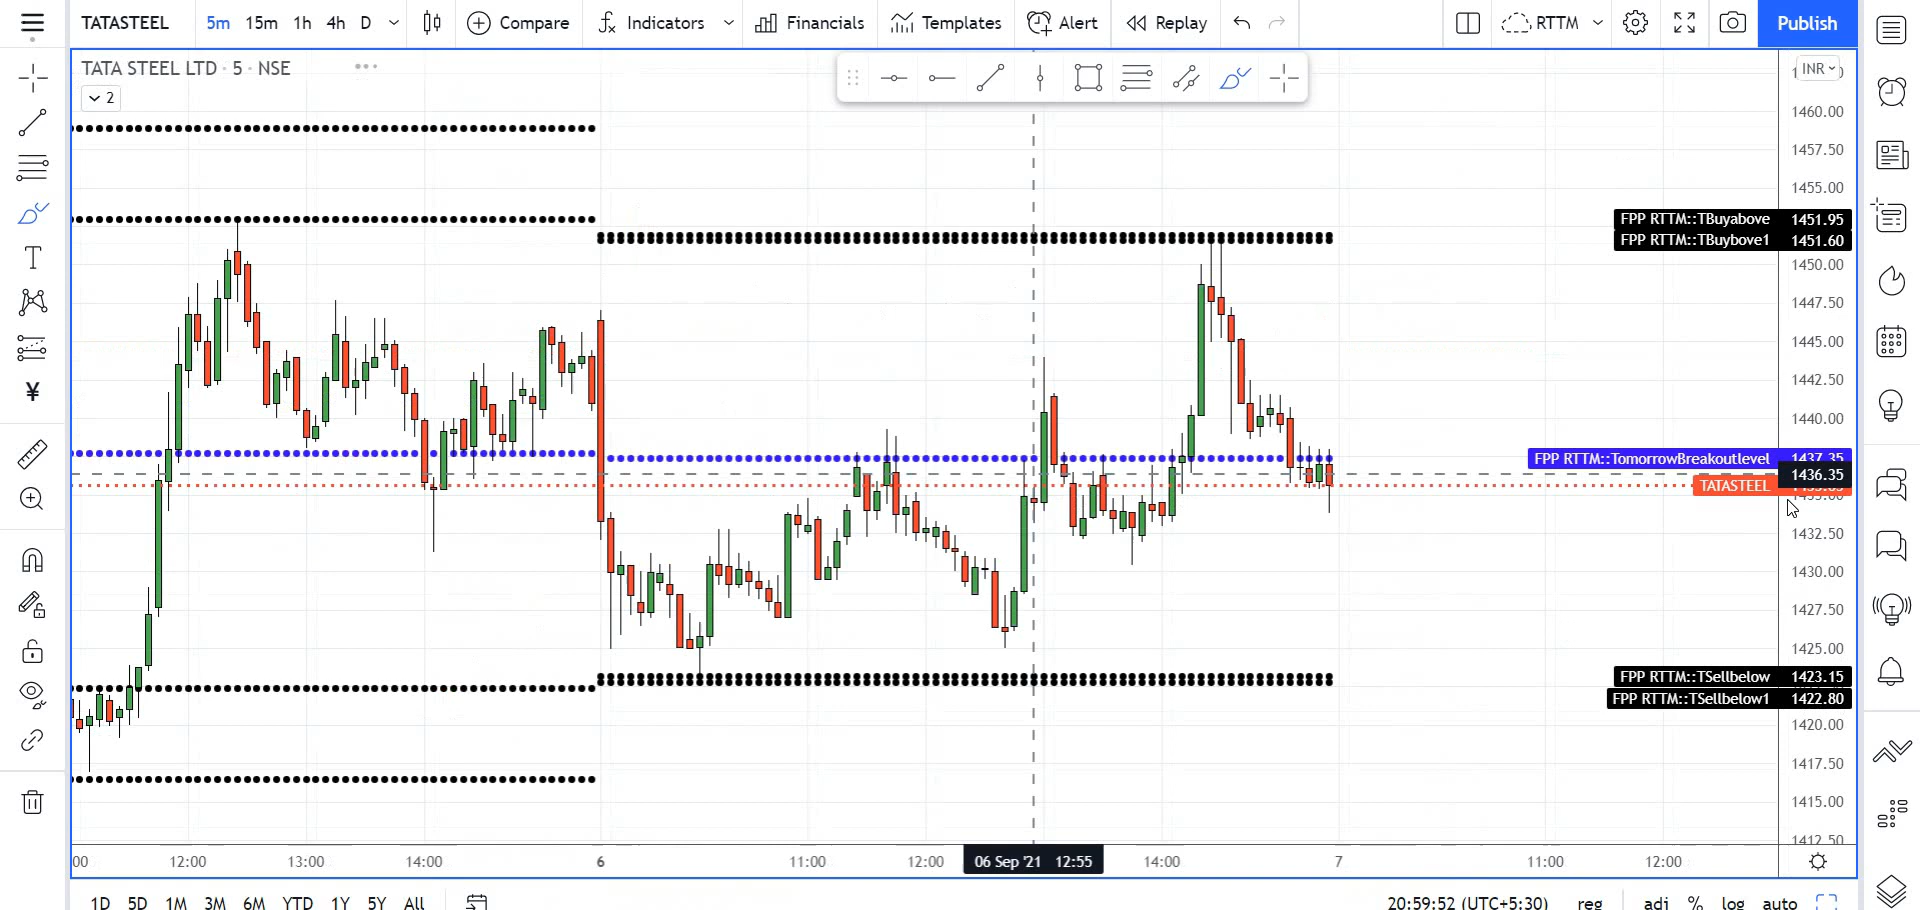 TATASTEEL 5m 15m 1h 4h D Compare Indicators Financials Templates Alert Replay RTTM Publish
TATA STEEL LTD · 5 · NSE
INR
2
1460.00
1457.50
1455.00
FPP RTTM::TBuyabove 1451.95
FPP RTTM::TBuybove1 1451.60
1450.00
1447.50
1445.00
1442.50
1440.00
FPP RTTM::TomorrowBreakoutlevel 1437.35
1436.35
TATASTEEL
1432.50
1430.00
1427.50
1425.00
FPP RTTM::TSellbelow 1423.15
FPP RTTM::TSellbelow1 1422.80
1420.00
1417.50
1415.00
1412.50
:00 12:00 13:00 14:00 6 11:00 12:00 06 Sep '21 12:55 14:00 7 11:00 12:00
1D 5D 1M 3M 6M YTD 1Y 5Y All 20:59:52 (UTC+5:30) reg adj % log auto